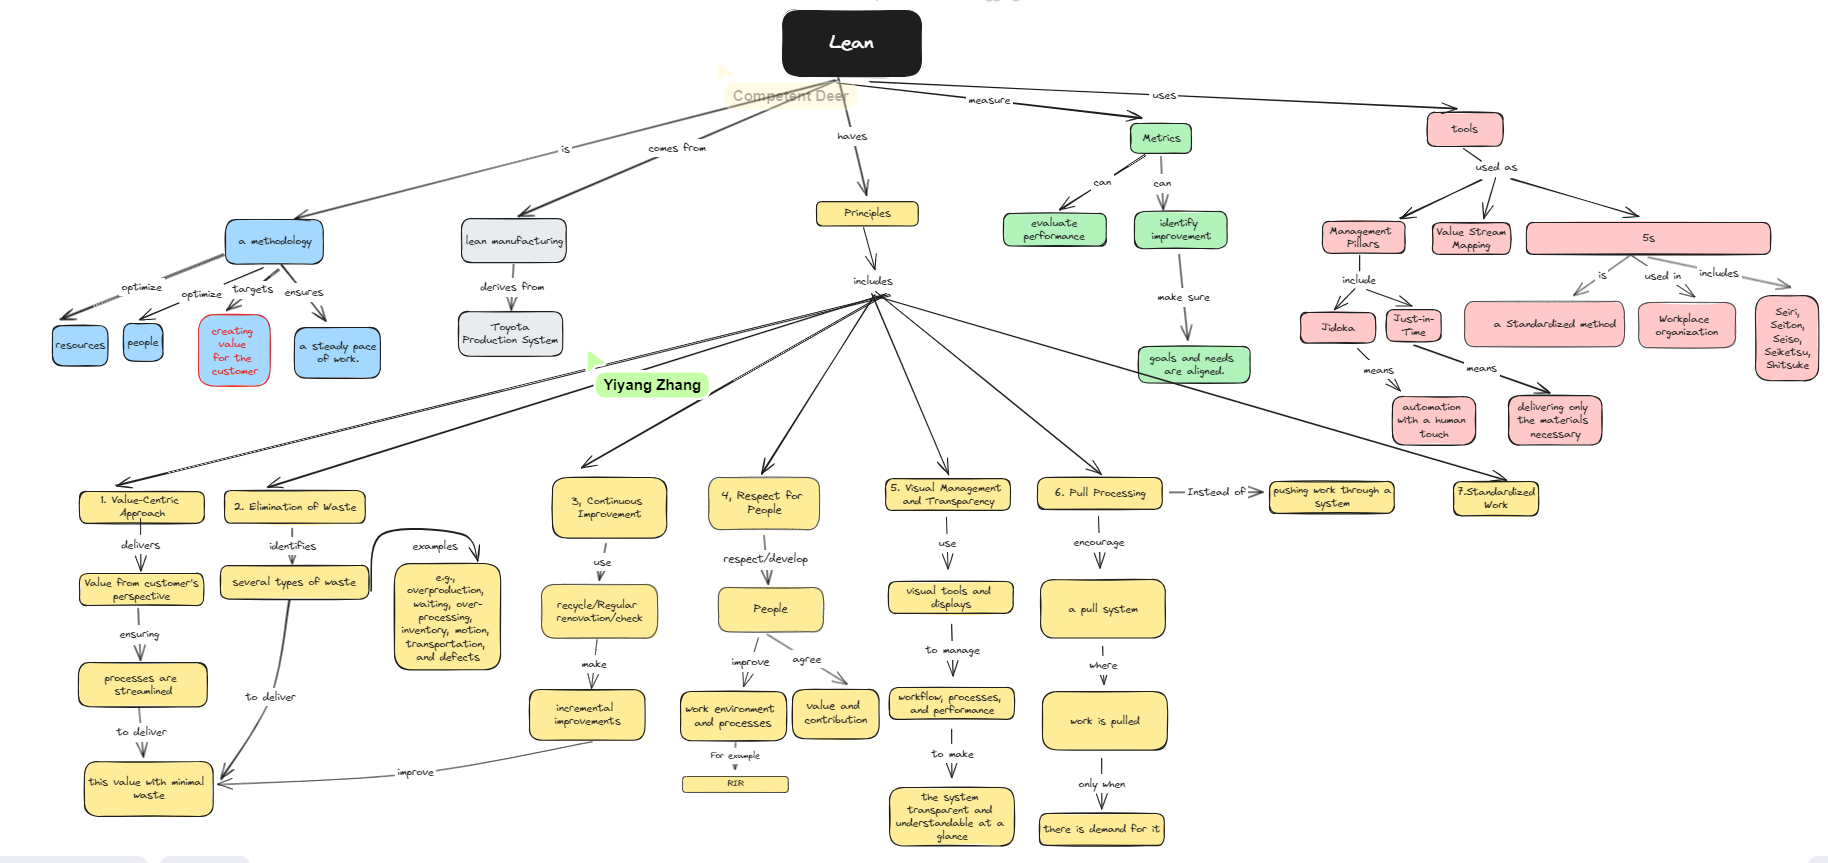 Lean
Competent Deer
measure
uses
is
comes from
haves
Metrics
tools
used as
can
can
a methodology
lean manufacturing
Principles
evaluate
performance
identify
improvement
Management
Pillars
Value Stream
Mapping
5s
optimize
optimize
targets
ensures
derives from
includes
make sure
include
is
used in
includes
resources
people
creating
value
for the
customer
a steady pace
of work.
Toyota
Production System
goals and needs
are aligned.
Jidoka
Just-in-
Time
a Standardized method
Workplace
organization
Seiri,
Seiton,
Seiso,
Seiketsu,
Shitsuke
Yiyang Zhang
means
means
automation
with a human
touch
delivering only
the materials
necessary
1. Value-Centric
Approach
2. Elimination of Waste
3, Continuous
Improvement
4, Respect for
People
5. Visual Management
and Transparency
6. Pull Processing
Instead of
pushing work through a
system
7.Standardized
Work
delivers
identifies
examples
use
respect/develop
use
encourage
Value from customer's
perspective
several types of waste
e.g.,
overproduction,
waiting, over-
processing,
inventory, motion,
transportation,
and defects
recycle/Regular
renovation/check
People
visual tools and
displays
a pull system
ensuring
to deliver
make
improve
agree
to manage
where
processes are
streamlined
incremental
improvements
work environment
and processes
value and
contribution
workflow, processes,
and performance
work is pulled
to deliver
improve
For example
RIR
to make
only when
this value with minimal
waste
the system
transparent and
understandable at a
glance
there is demand for it